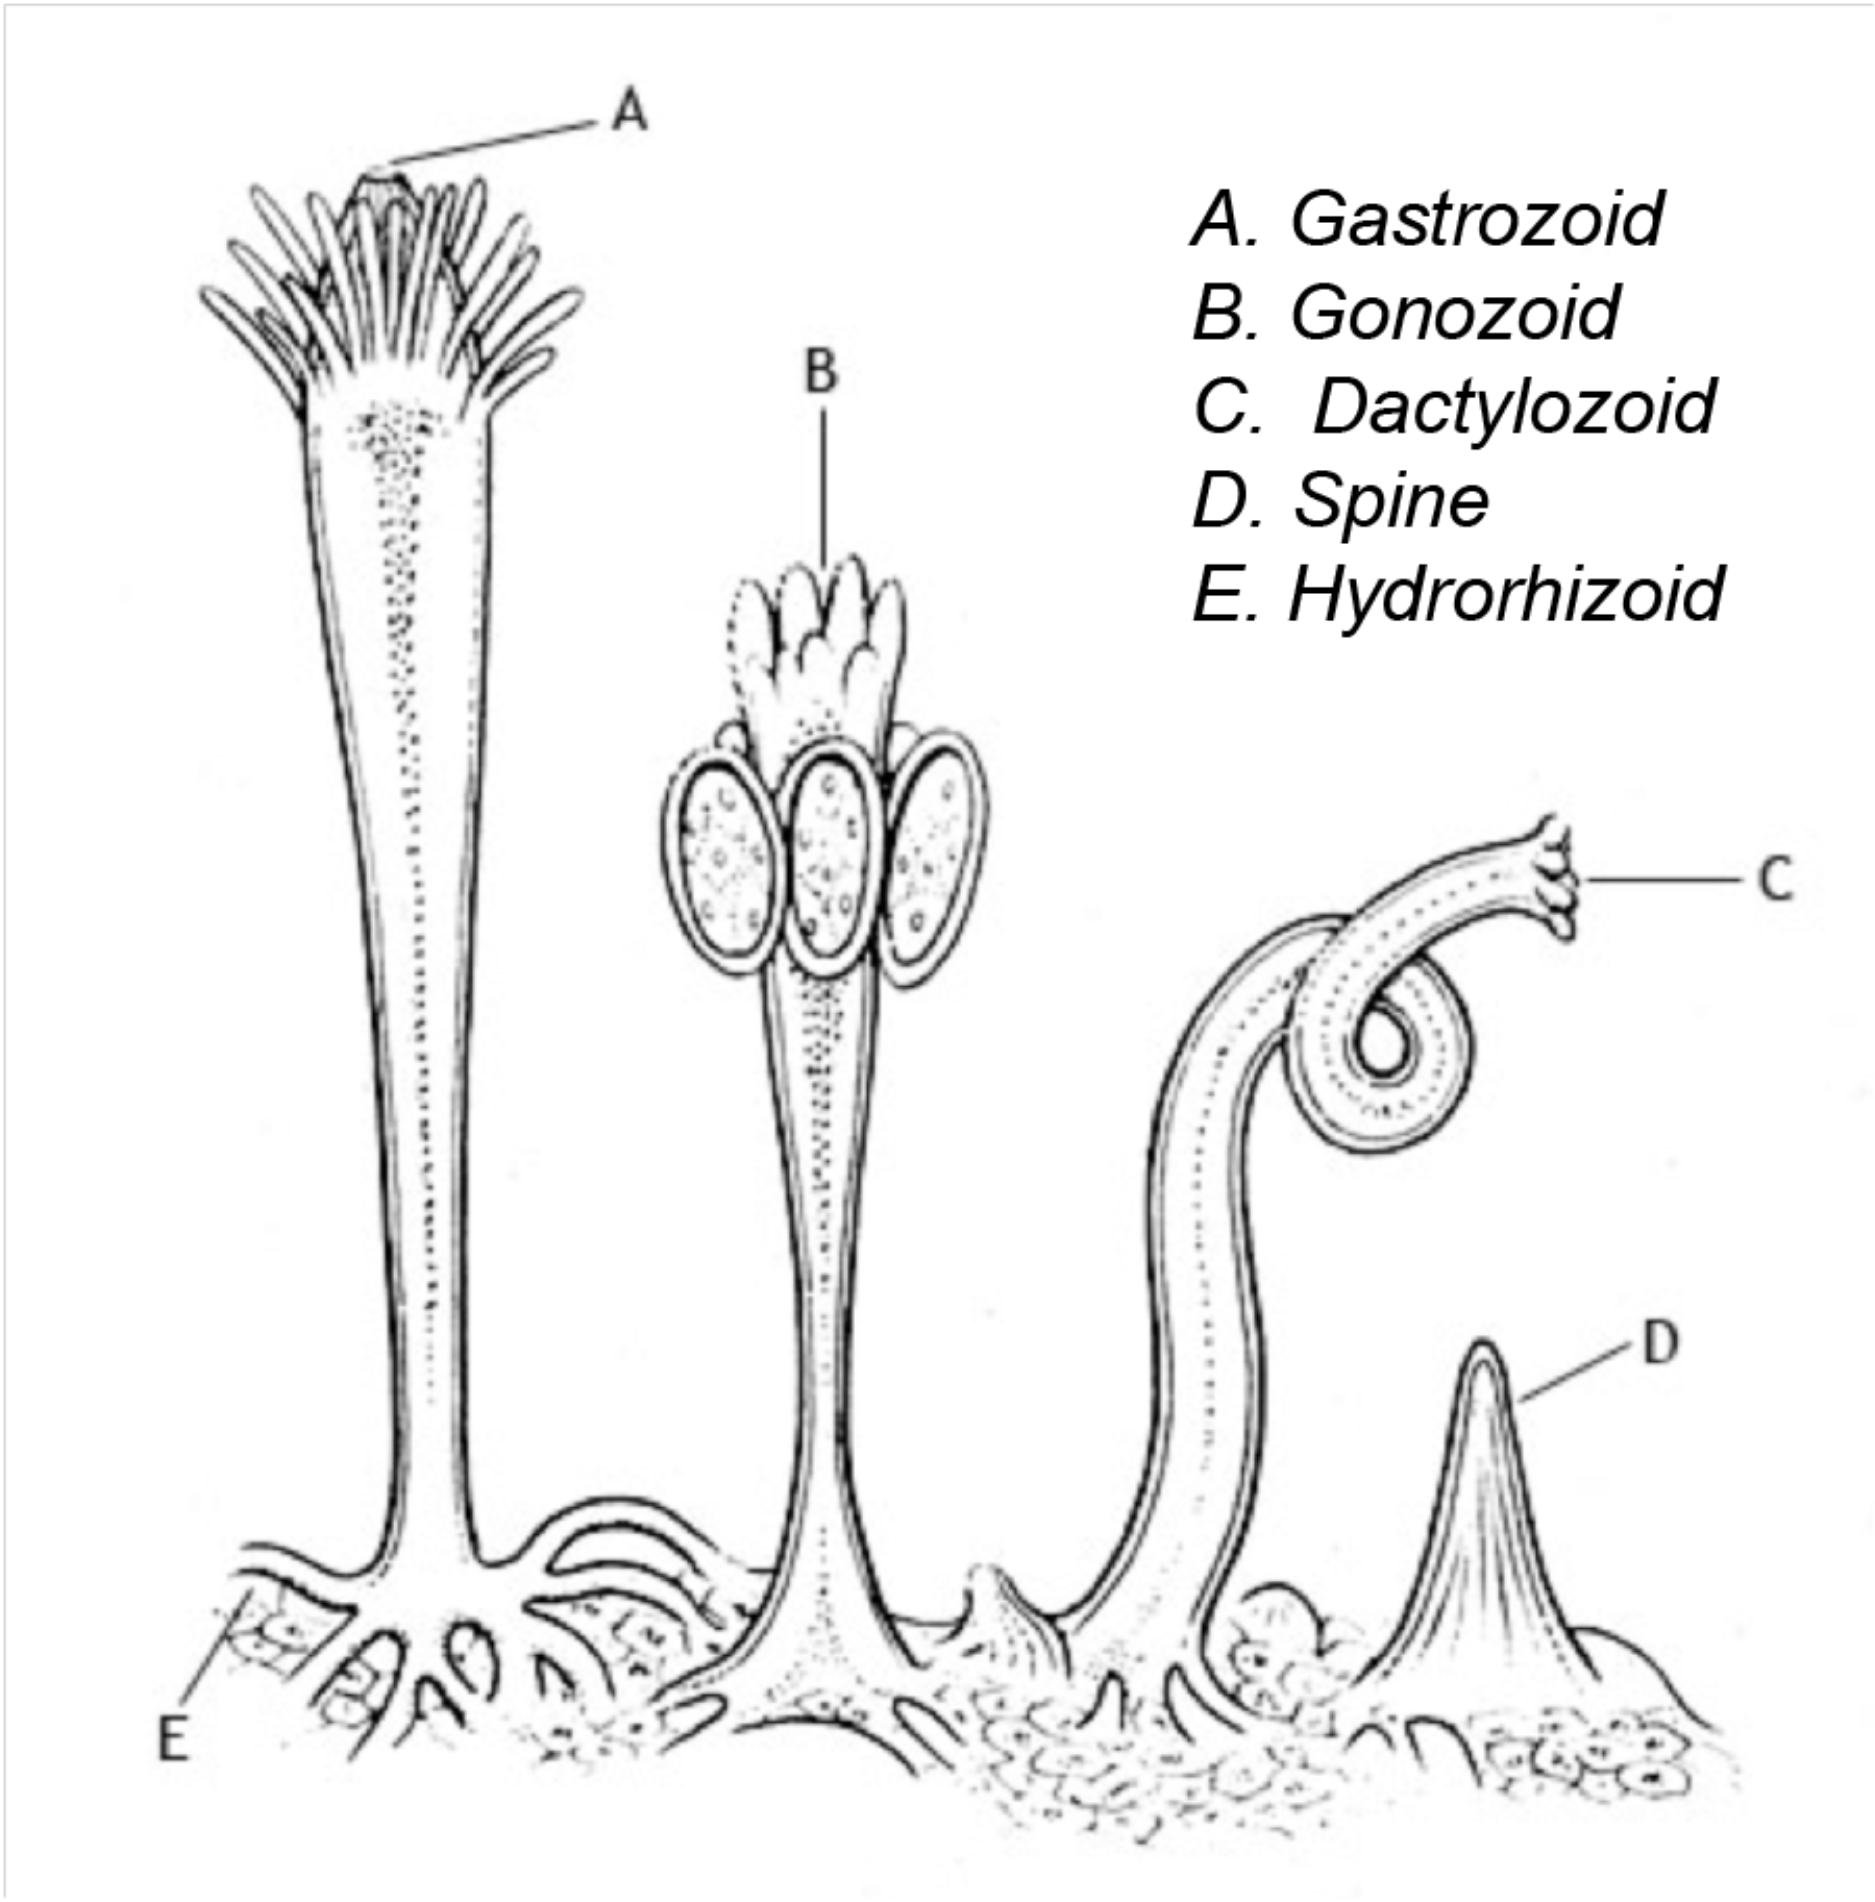 A
A. Gastrozoid
B. Gonozoid
B
C. Dactylozoid
D. Spine
E. Hydrorhizoid
C
D
E